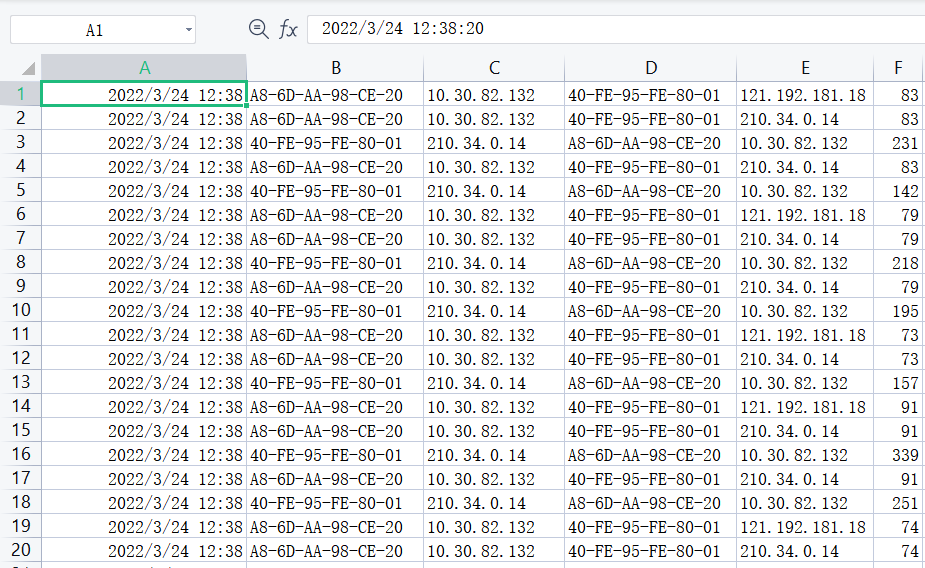 A1 fx 2022/3/24 12:38:20
A B C D E F
1 2022/3/24 12:38 A8-6D-AA-98-CE-20 10.30.82.132 40-FE-95-FE-80-01 121.192.181.18 83
2 2022/3/24 12:38 A8-6D-AA-98-CE-20 10.30.82.132 40-FE-95-FE-80-01 210.34.0.14 83
3 2022/3/24 12:38 40-FE-95-FE-80-01 210.34.0.14 A8-6D-AA-98-CE-20 10.30.82.132 231
4 2022/3/24 12:38 A8-6D-AA-98-CE-20 10.30.82.132 40-FE-95-FE-80-01 210.34.0.14 83
5 2022/3/24 12:38 40-FE-95-FE-80-01 210.34.0.14 A8-6D-AA-98-CE-20 10.30.82.132 142
6 2022/3/24 12:38 A8-6D-AA-98-CE-20 10.30.82.132 40-FE-95-FE-80-01 121.192.181.18 79
7 2022/3/24 12:38 A8-6D-AA-98-CE-20 10.30.82.132 40-FE-95-FE-80-01 210.34.0.14 79
8 2022/3/24 12:38 40-FE-95-FE-80-01 210.34.0.14 A8-6D-AA-98-CE-20 10.30.82.132 218
9 2022/3/24 12:38 A8-6D-AA-98-CE-20 10.30.82.132 40-FE-95-FE-80-01 210.34.0.14 79
10 2022/3/24 12:38 40-FE-95-FE-80-01 210.34.0.14 A8-6D-AA-98-CE-20 10.30.82.132 195
11 2022/3/24 12:38 A8-6D-AA-98-CE-20 10.30.82.132 40-FE-95-FE-80-01 121.192.181.18 73
12 2022/3/24 12:38 A8-6D-AA-98-CE-20 10.30.82.132 40-FE-95-FE-80-01 210.34.0.14 73
13 2022/3/24 12:38 40-FE-95-FE-80-01 210.34.0.14 A8-6D-AA-98-CE-20 10.30.82.132 157
14 2022/3/24 12:38 A8-6D-AA-98-CE-20 10.30.82.132 40-FE-95-FE-80-01 121.192.181.18 91
15 2022/3/24 12:38 A8-6D-AA-98-CE-20 10.30.82.132 40-FE-95-FE-80-01 210.34.0.14 91
16 2022/3/24 12:38 40-FE-95-FE-80-01 210.34.0.14 A8-6D-AA-98-CE-20 10.30.82.132 339
17 2022/3/24 12:38 A8-6D-AA-98-CE-20 10.30.82.132 40-FE-95-FE-80-01 210.34.0.14 91
18 2022/3/24 12:38 40-FE-95-FE-80-01 210.34.0.14 A8-6D-AA-98-CE-20 10.30.82.132 251
19 2022/3/24 12:38 A8-6D-AA-98-CE-20 10.30.82.132 40-FE-95-FE-80-01 121.192.181.18 74
20 2022/3/24 12:38 A8-6D-AA-98-CE-20 10.30.82.132 40-FE-95-FE-80-01 210.34.0.14 74